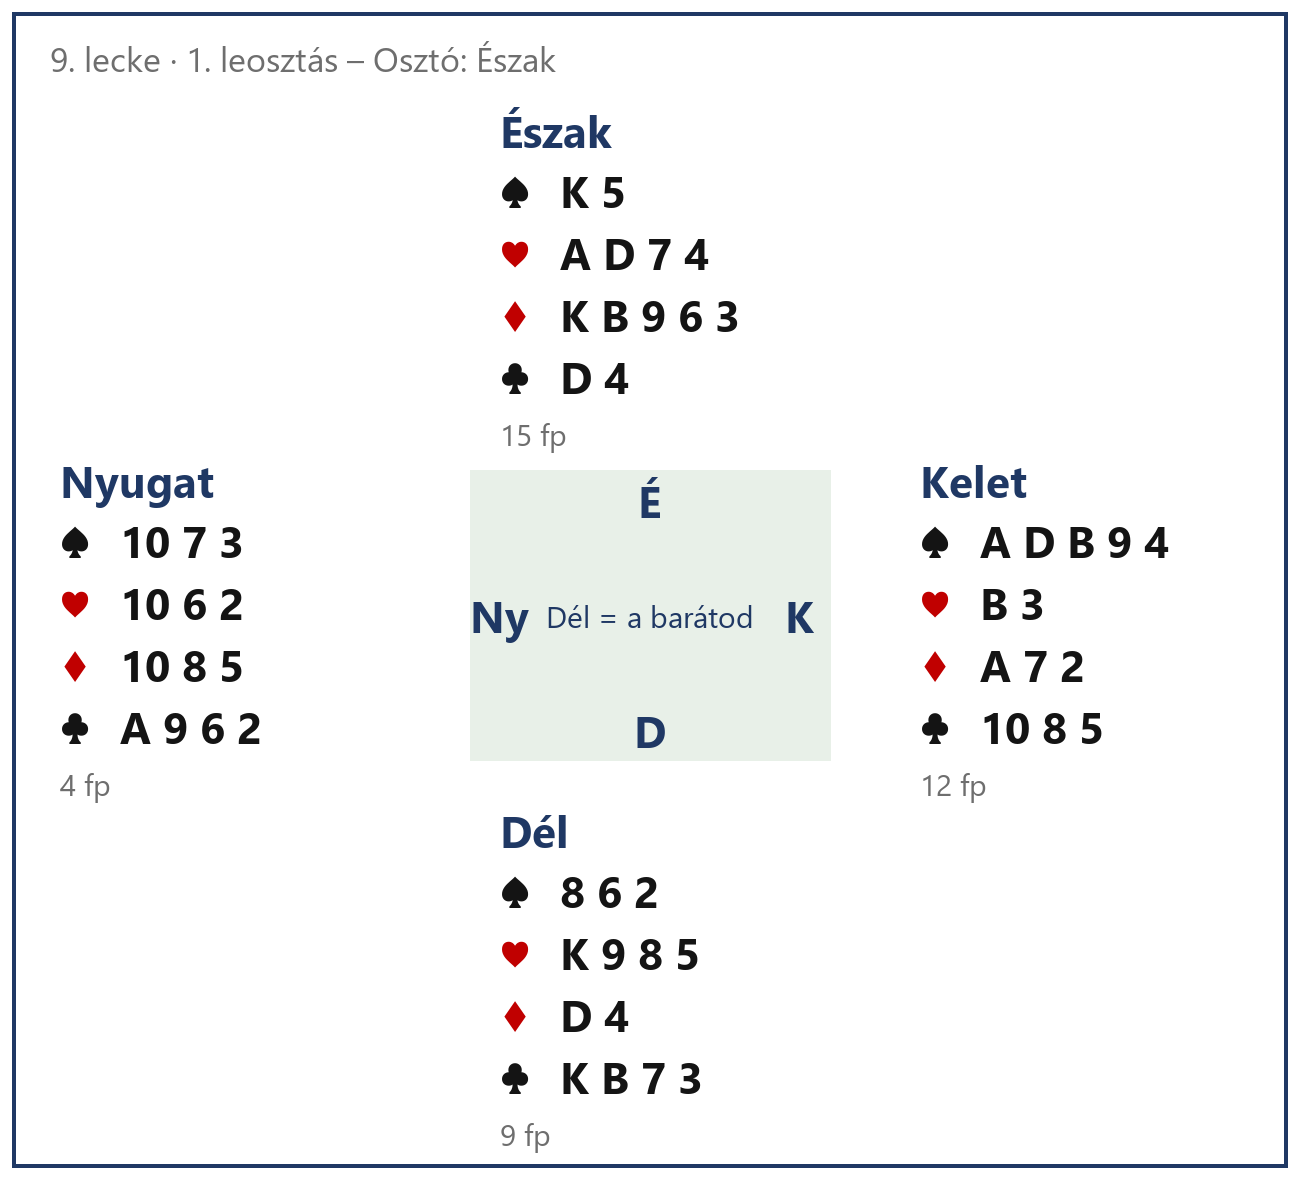 9. lecke · 1. leosztás – Osztó: Észak
Észak
♠ K 5
♥ A D 7 4
♦ K B 9 6 3
♣ D 4
15 fp
Nyugat
♠ 10 7 3
♥ 10 6 2
♦ 10 8 5
♣ A 9 6 2
4 fp
É
Ny Dél = a barátod K
D
Kelet
♠ A D B 9 4
♥ B 3
♦ A 7 2
♣ 10 8 5
12 fp
Dél
♠ 8 6 2
♥ K 9 8 5
♦ D 4
♣ K B 7 3
9 fp